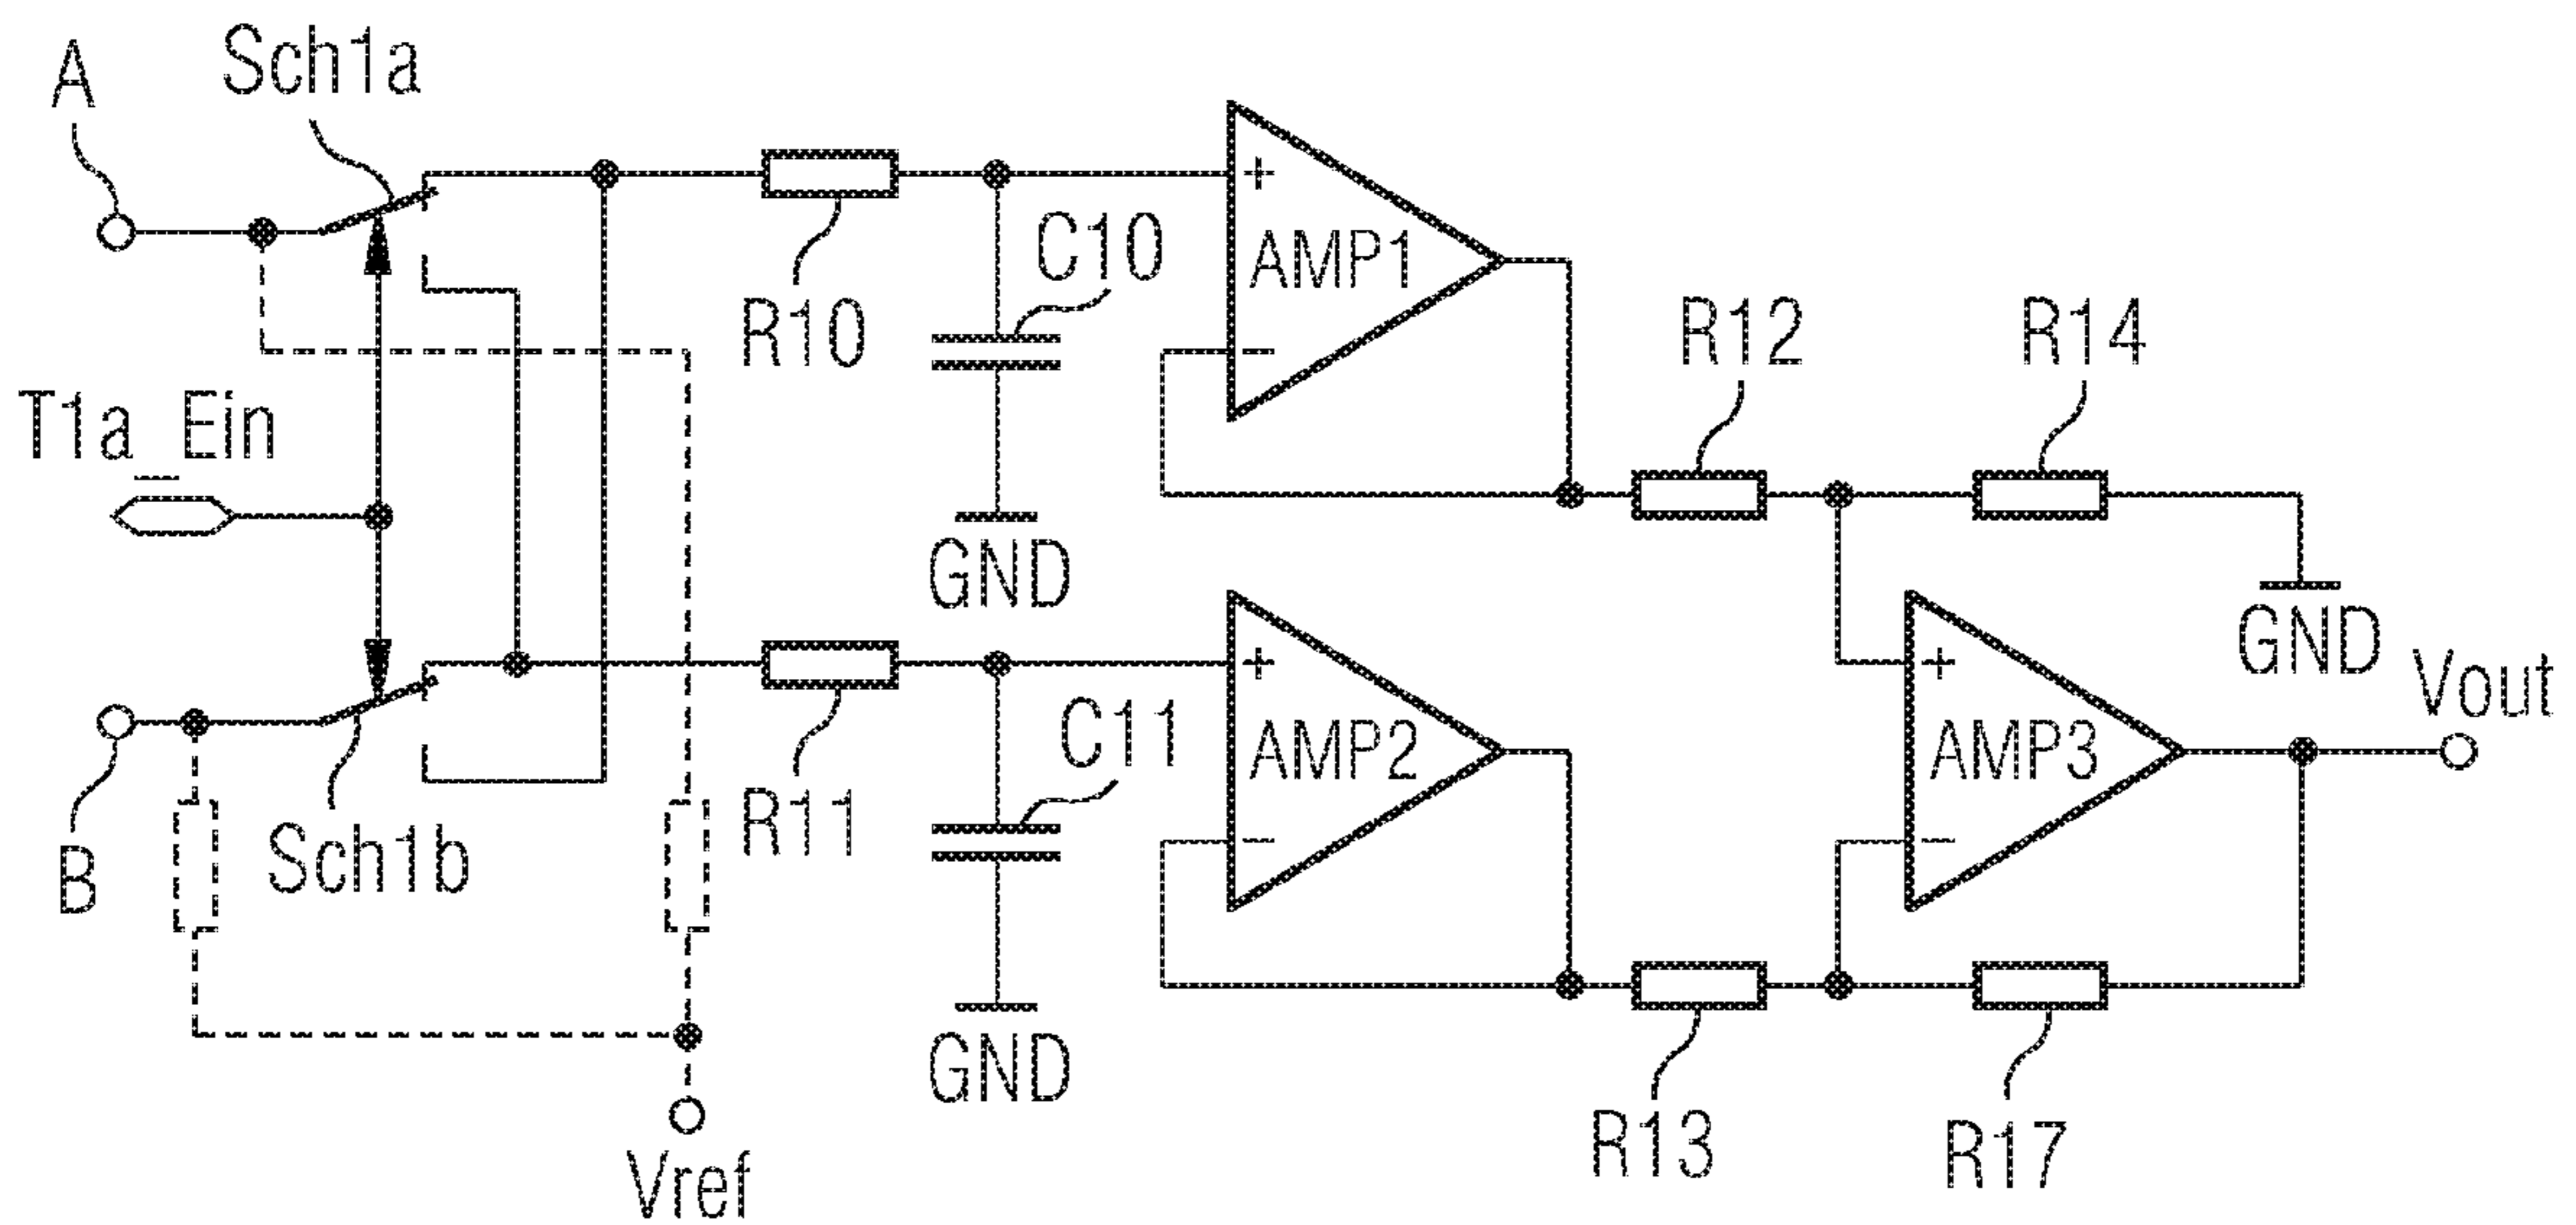 A
Sch1a
+
AMP1
-
C10
R10
R12
R14
T1a_Ein
GND
GND
Vout
+
AMP2
-
+
AMP3
-
C11
R11
B
Sch1b
GND
R13
R17
Vref